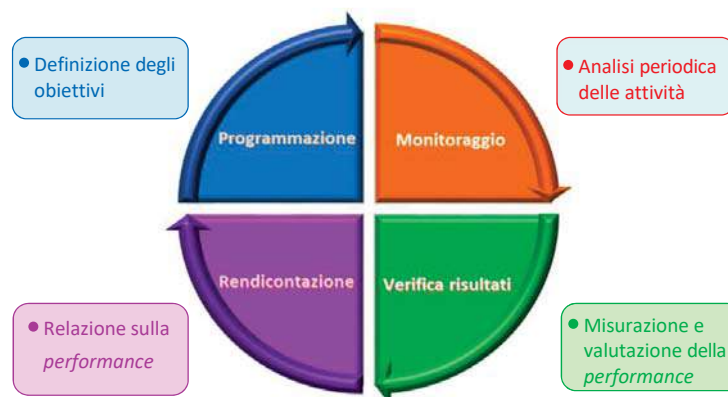 • Definizione degli
obiettivi
• Analisi periodica
delle attività
Programmazione
Monitoraggio
Rendicontazione
Verifica risultati
• Relazione sulla
performance
• Misurazione e
valutazione della
performance